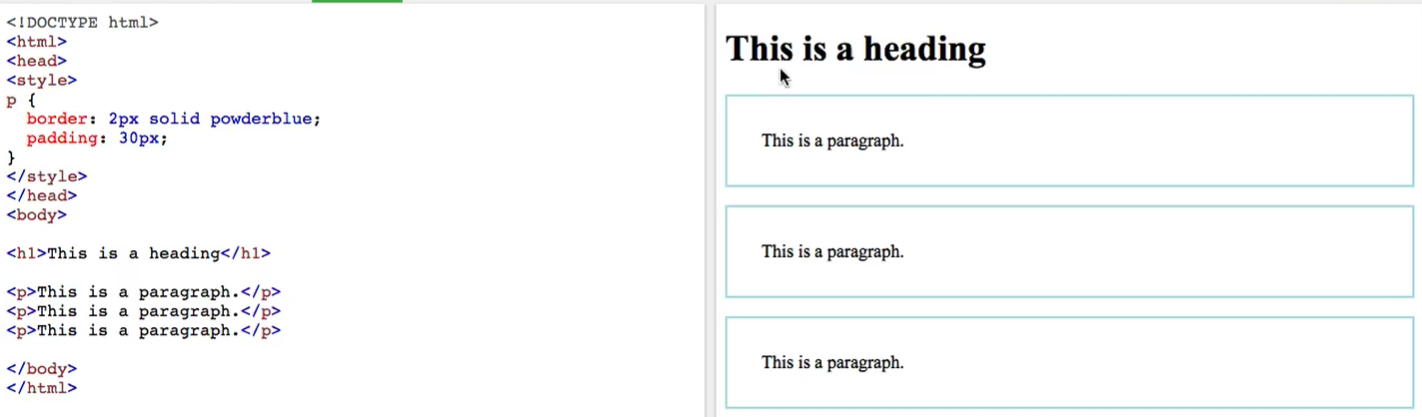 <!DOCTYPE html>
<html>
<head>
<style>
p {
  border: 2px solid powderblue;
  padding: 30px;
}
</style>
</head>
<body>

<h1>This is a heading</h1>

<p>This is a paragraph.</p>
<p>This is a paragraph.</p>
<p>This is a paragraph.</p>

</body>
</html>
This is a heading
This is a paragraph.
This is a paragraph.
This is a paragraph.